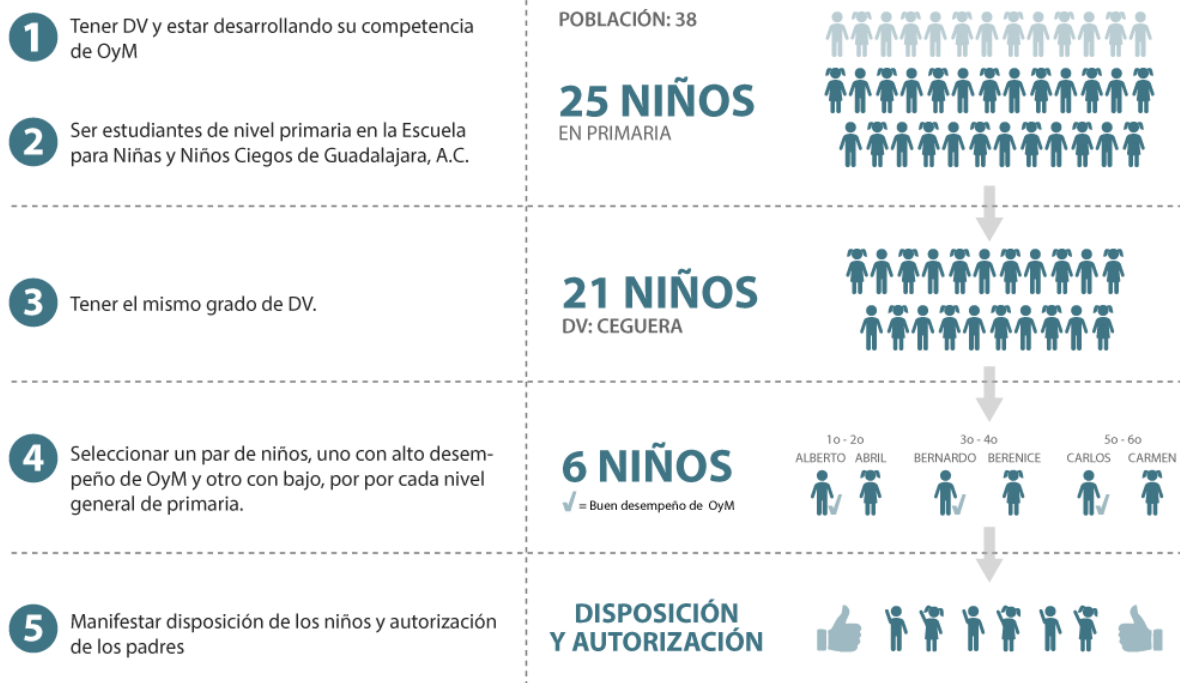 1
Tener DV y estar desarrollando su competencia
de OyM
2
Ser estudiantes de nivel primaria en la Escuela
para Niñas y Niños Ciegos de Guadalajara, A.C.
POBLACIÓN: 38
25 NIÑOS
EN PRIMARIA
3
Tener el mismo grado de DV.
21 NIÑOS
DV: CEGUERA
4
Seleccionar un par de niños, uno con alto desem-
peño de OyM y otro con bajo, por por cada nivel
general de primaria.
6 NIÑOS
✓ = Buen desempeño de OyM
1o - 2o 3o - 4o 5o - 6o
ALBERTO ABRIL BERNARDO BERENICE CARLOS CARMEN
5
Manifestar disposición de los niños y autorización
de los padres
DISPOSICIÓN
Y AUTORIZACIÓN